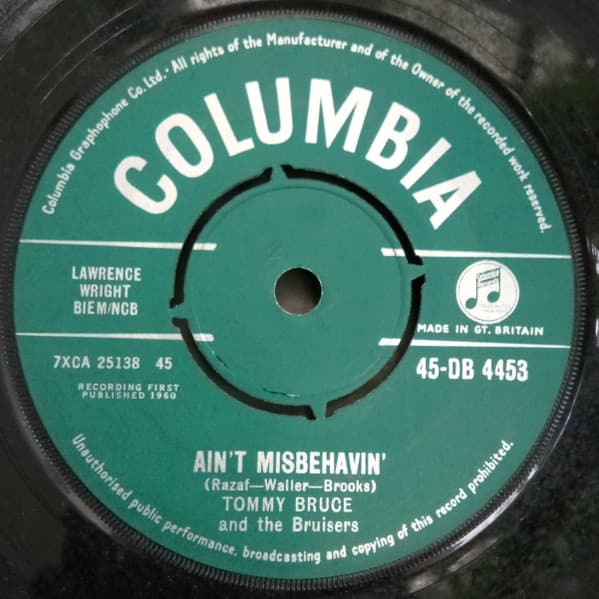 Columbia Graphophone Co. Ltd. · All rights of the Manufacturer and of the Owner of the recorded work reserved.
COLUMBIA
LAWRENCE
WRIGHT
BIEM/NCB
MADE IN GT. BRITAIN
7XCA 25138 45
45-DB 4453
RECORDING FIRST
PUBLISHED 1960
AIN'T MISBEHAVIN'
(Razaf—Waller—Brooks)
TOMMY BRUCE
and the Bruisers
Unauthorised public performance, broadcasting and copying of this record prohibited.